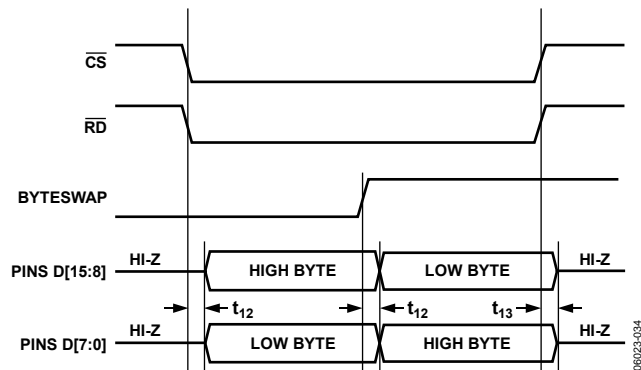 CS
RD
BYTESWAP
PINS D[15:8] HI-Z HIGH BYTE LOW BYTE HI-Z
t12 t12 t13
PINS D[7:0] HI-Z LOW BYTE HIGH BYTE HI-Z
06023-034